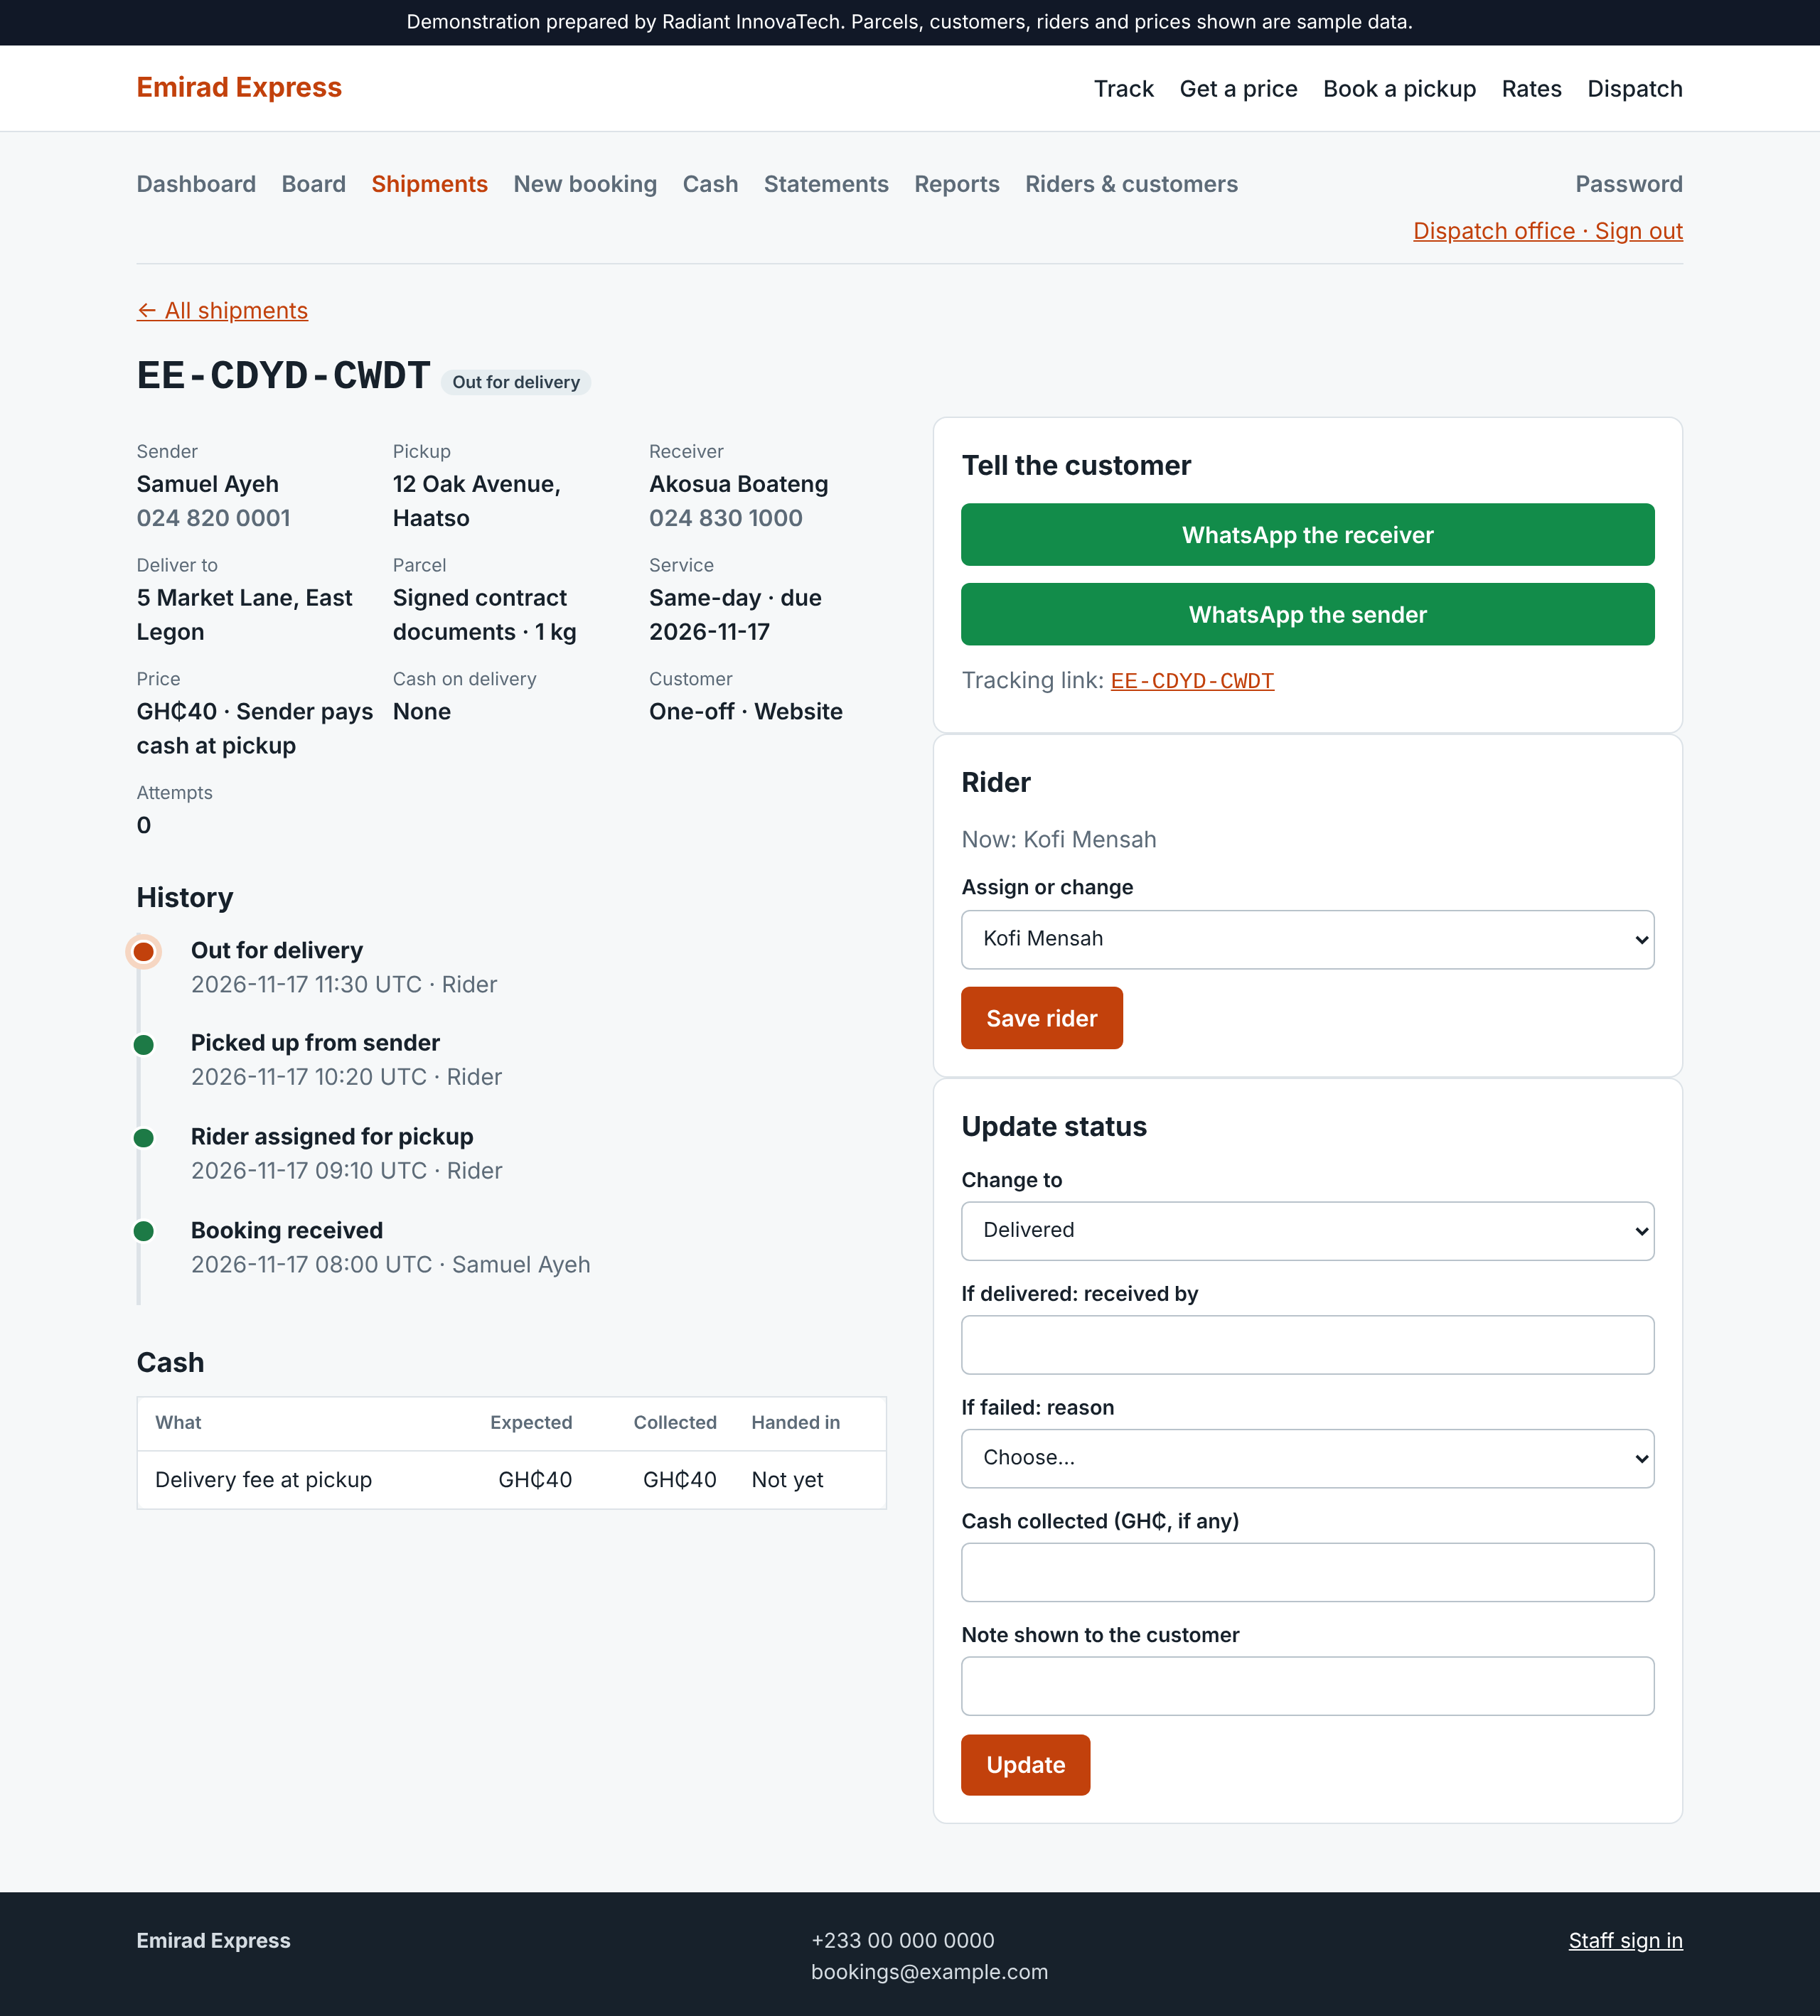 Demonstration prepared by Radiant InnovaTech. Parcels, customers, riders and prices shown are sample data.
Emirad Express
Track Get a price Book a pickup Rates Dispatch
Dashboard Board Shipments New booking Cash Statements Reports Riders & customers Password
Dispatch office · Sign out
← All shipments
EE-CDYD-CWDT Out for delivery
Sender
Samuel Ayeh
024 820 0001
Pickup
12 Oak Avenue,
Haatso
Receiver
Akosua Boateng
024 830 1000
Deliver to
5 Market Lane, East
Legon
Parcel
Signed contract
documents · 1 kg
Service
Same-day · due
2026-11-17
Price
GH₵40 · Sender pays
cash at pickup
Cash on delivery
None
Customer
One-off · Website
Attempts
0
History
Out for delivery
2026-11-17 11:30 UTC · Rider
Picked up from sender
2026-11-17 10:20 UTC · Rider
Rider assigned for pickup
2026-11-17 09:10 UTC · Rider
Booking received
2026-11-17 08:00 UTC · Samuel Ayeh
Cash
What Expected Collected Handed in
Delivery fee at pickup GH₵40 GH₵40 Not yet
Tell the customer
WhatsApp the receiver
WhatsApp the sender
Tracking link: EE-CDYD-CWDT
Rider
Now: Kofi Mensah
Assign or change
Kofi Mensah
Save rider
Update status
Change to
Delivered
If delivered: received by
If failed: reason
Choose...
Cash collected (GH₵, if any)
Note shown to the customer
Update
Emirad Express
+233 00 000 0000
bookings@example.com
Staff sign in